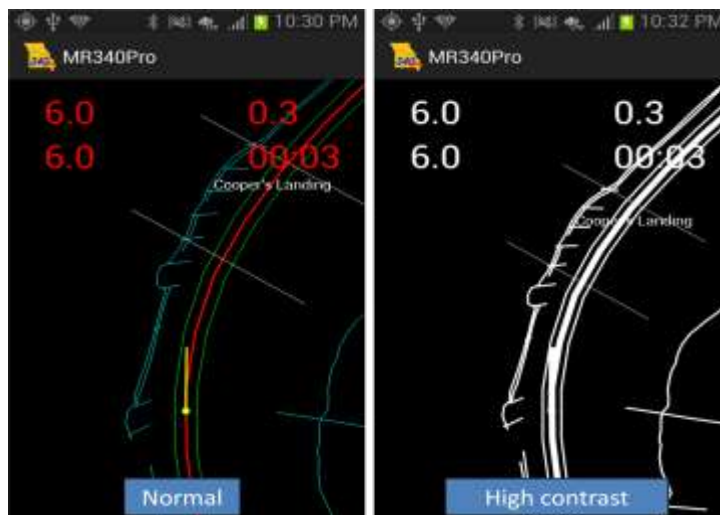 10:30 PM
MR340Pro
6.0 0.3
6.0 00:03
Cooper's Landing
Normal
10:32 PM
MR340Pro
6.0 0.3
6.0 00:03
Cooper's Landing
High contrast